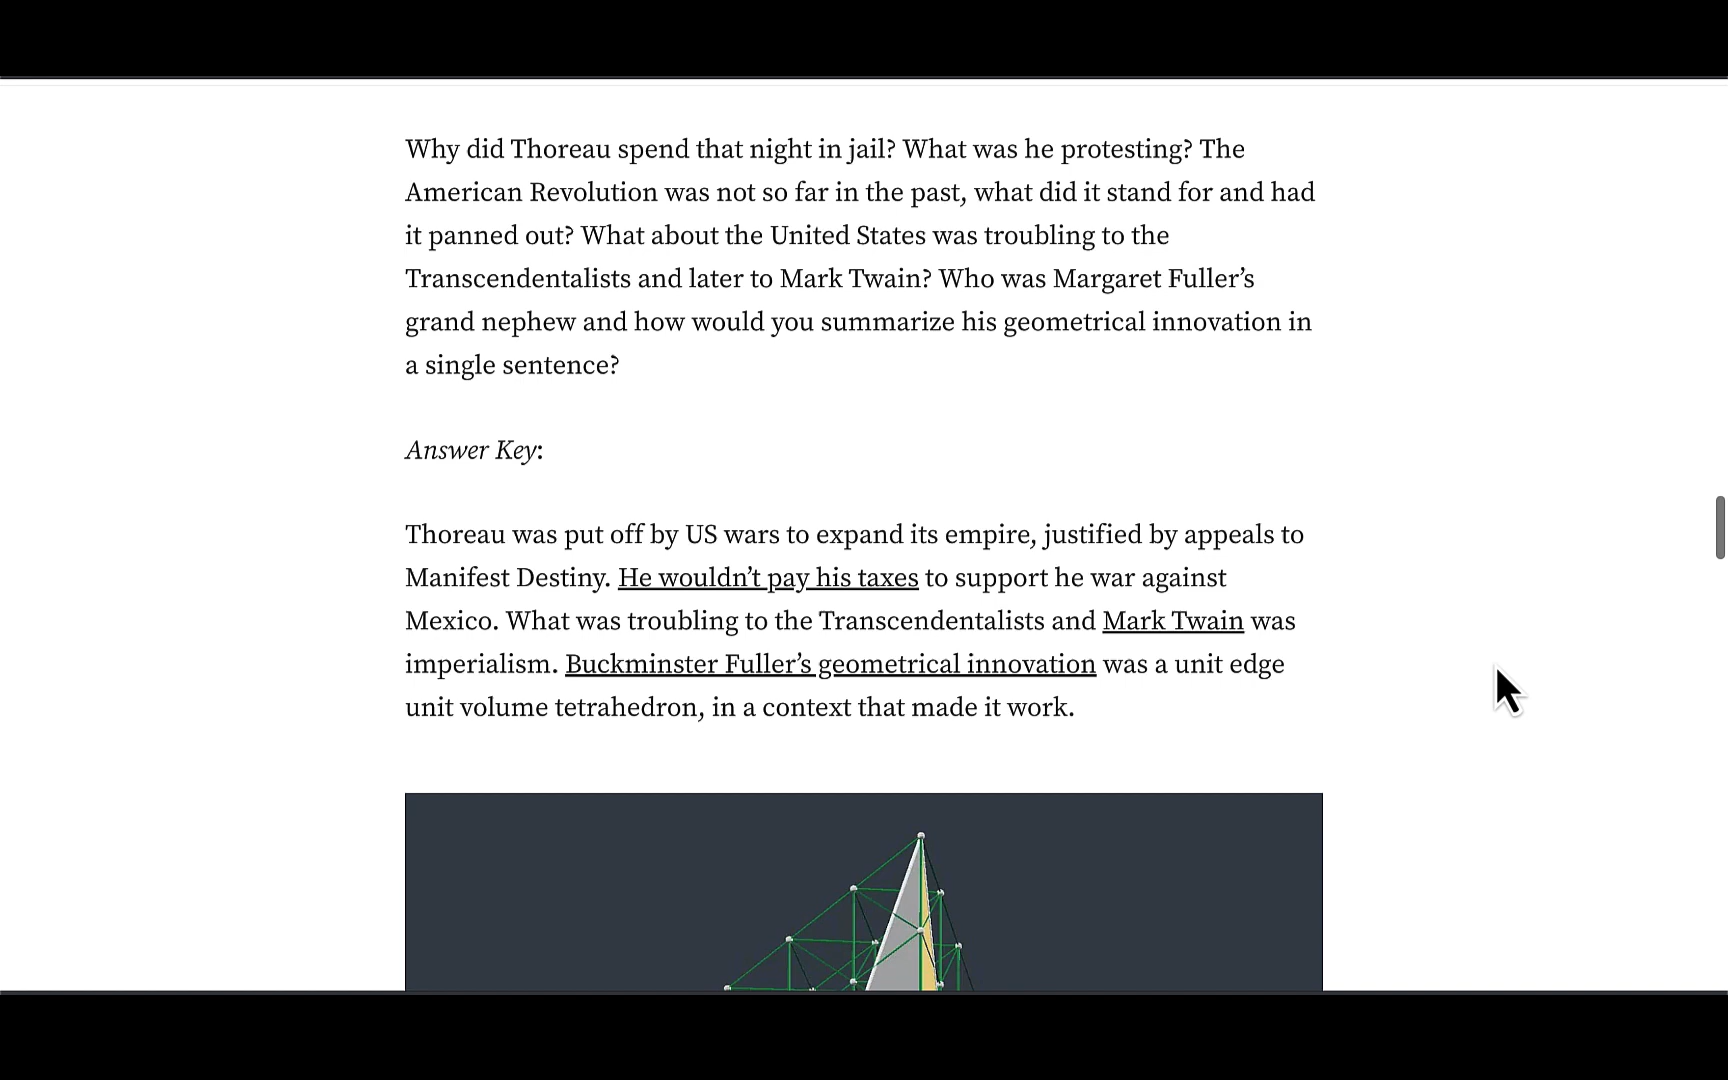 Why did Thoreau spend that night in jail? What was he protesting? The
American Revolution was not so far in the past, what did it stand for and had
it panned out? What about the United States was troubling to the
Transcendentalists and later to Mark Twain? Who was Margaret Fuller’s
grand nephew and how would you summarize his geometrical innovation in
a single sentence?
Answer Key:
Thoreau was put off by US wars to expand its empire, justified by appeals to
Manifest Destiny. He wouldn’t pay his taxes to support he war against
Mexico. What was troubling to the Transcendentalists and Mark Twain was
imperialism. Buckminster Fuller’s geometrical innovation was a unit edge
unit volume tetrahedron, in a context that made it work.